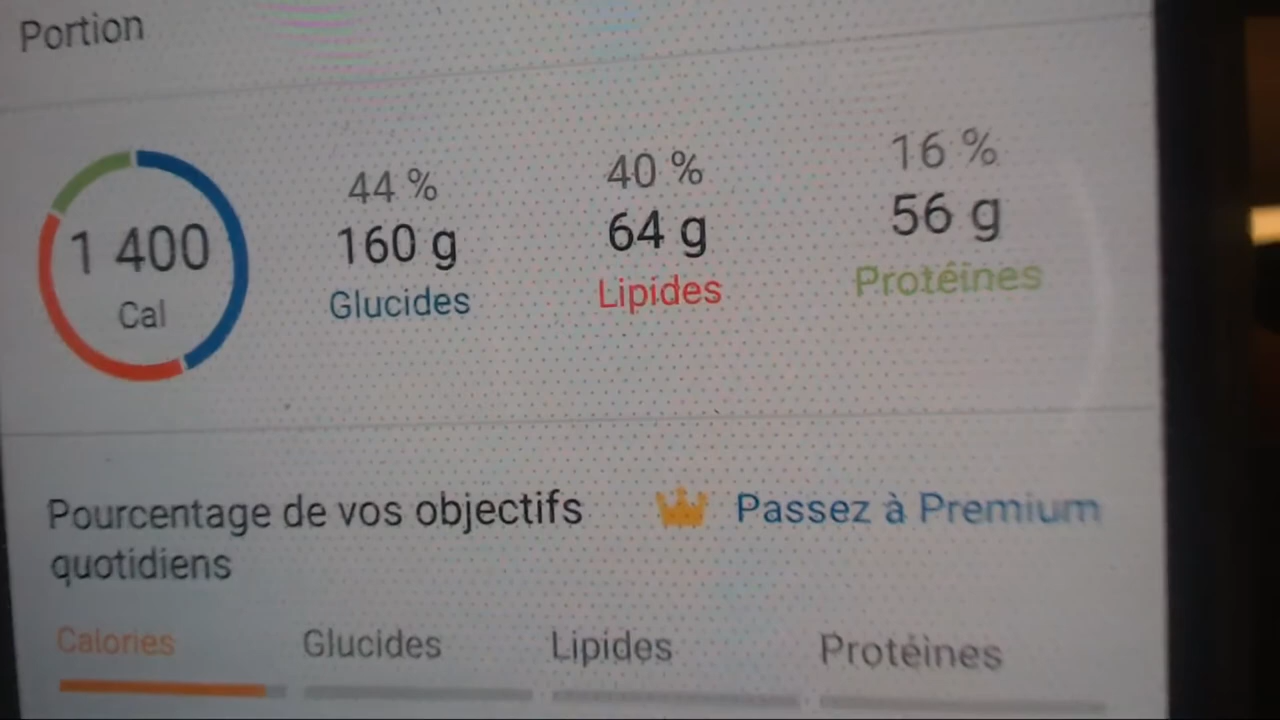 Portion
44 % 40 % 16 %
1 400 160 g 64 g 56 g
Cal Glucides Lipides Protéines
Pourcentage de vos objectifs Passez à Premium
quotidiens
Calories Glucides Lipides Protéines